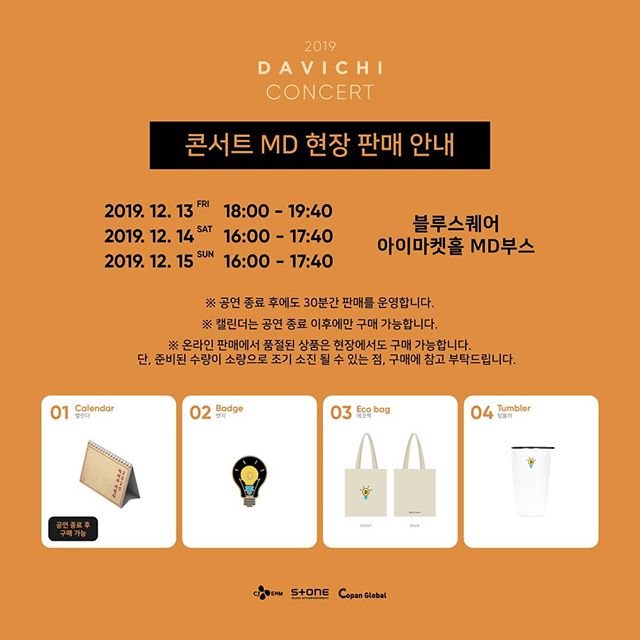 2019
DAVICHI
CONCERT
콘서트 MD 현장 판매 안내
2019. 12. 13 FRI 18:00 - 19:40
2019. 12. 14 SAT 16:00 - 17:40
2019. 12. 15 SUN 16:00 - 17:40
블루스퀘어
아이마켓홀 MD부스
※ 공연 종료 후에도 30분간 판매를 운영합니다.
※ 캘린더는 공연 종료 이후에만 구매 가능합니다.
※ 온라인 판매에서 품절된 상품은 현장에서도 구매 가능합니다.
단, 준비된 수량이 소량으로 조기 소진 될 수 있는 점, 구매에 참고 부탁드립니다.
01 Calendar
캘린더
공연 종료 후
구매 가능
02 Badge
뱃지
03 Eco bag
에코백
DAVICHI
FRONT
BACK
04 Tumbler
텀블러
CJ ENM
STONE
MUSIC ENTERTAINMENT
Copan Global